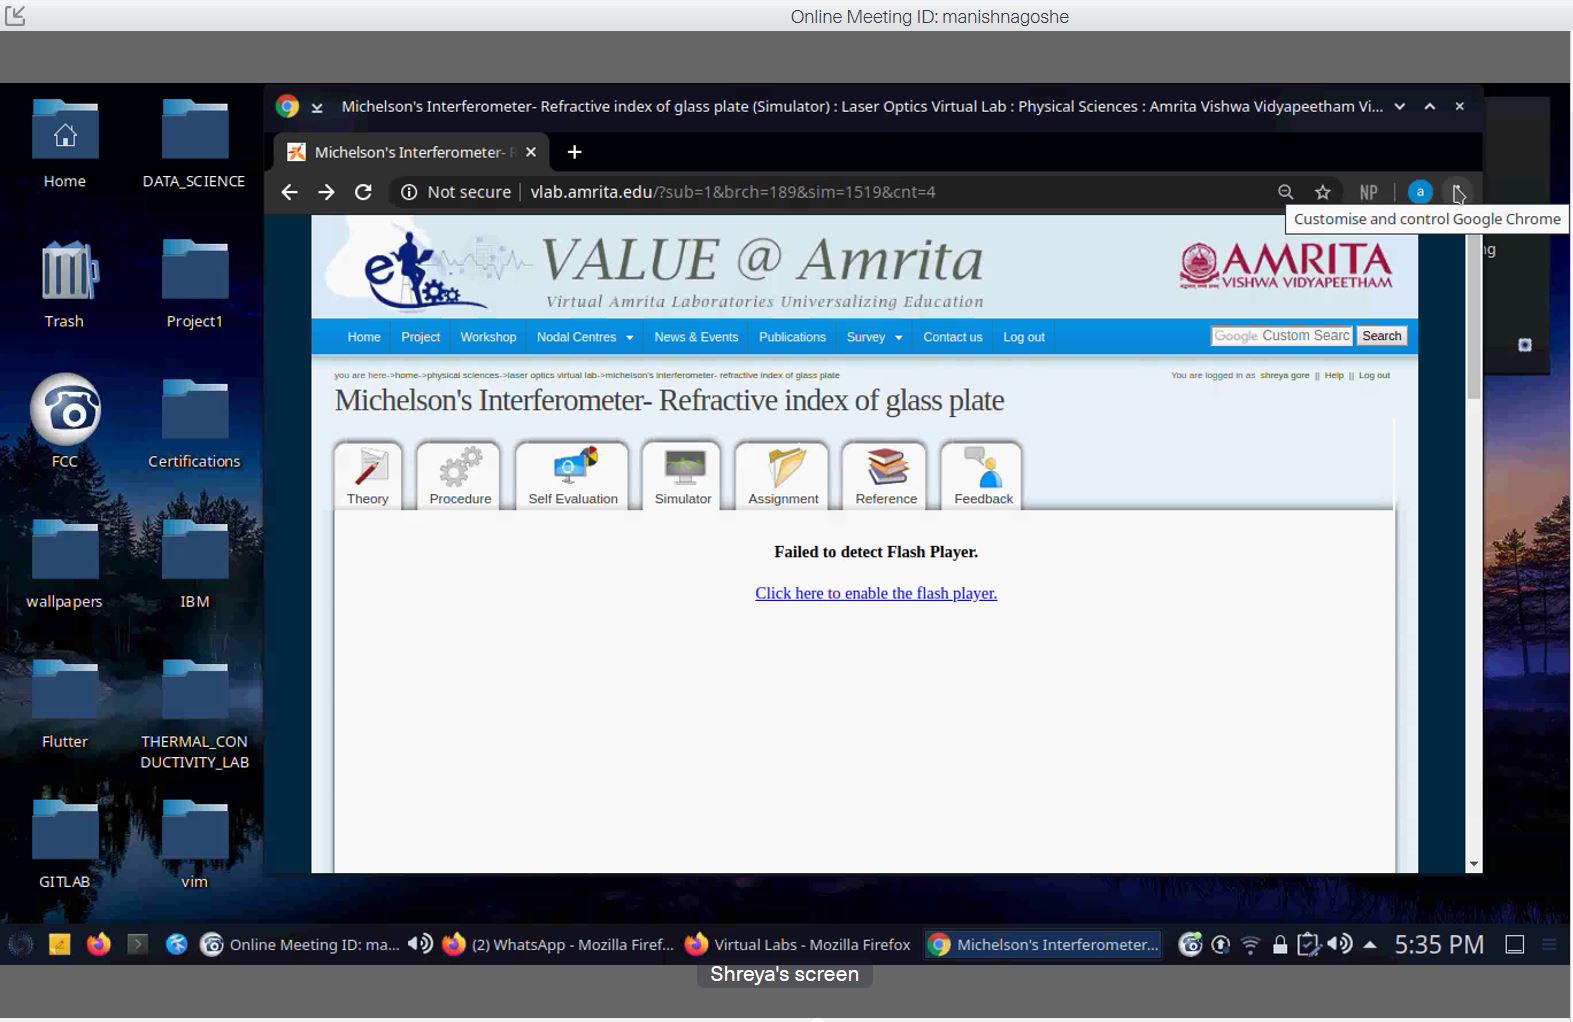 Online Meeting ID: manishnagoshe
Michelson's Interferometer- Refractive index of glass plate (Simulator) : Laser Optics Virtual Lab : Physical Sciences : Amrita Vishwa Vidyapeetham Vi...
Michelson's Interferometer-
Not secure | vlab.amrita.edu/?sub=1&brch=189&sim=1519&cnt=4
NP
a
Customise and control Google Chrome
VALUE @ Amrita
Virtual Amrita Laboratories Universalizing Education
AMRITA
VISHWA VIDYAPEETHAM
Home Project Workshop Nodal Centres News & Events Publications Survey Contact us Log out
Google Custom Searc Search
you are here->home->physical sciences->laser optics virtual lab->michelson's interferometer- refractive index of glass plate
You are logged in as shreya gore || Help || Log out
Michelson's Interferometer- Refractive index of glass plate
Theory Procedure Self Evaluation Simulator Assignment Reference Feedback
Failed to detect Flash Player.
Click here to enable the flash player.
Home DATA_SCIENCE
Trash Project1
FCC Certifications
wallpapers IBM
Flutter THERMAL_CON
DUCTIVITY_LAB
GITLAB vim
ng
Online Meeting ID: ma... (2) WhatsApp - Mozilla Firef... Virtual Labs - Mozilla Firefox Michelson's Interferometer... 5:35 PM
Shreya's screen